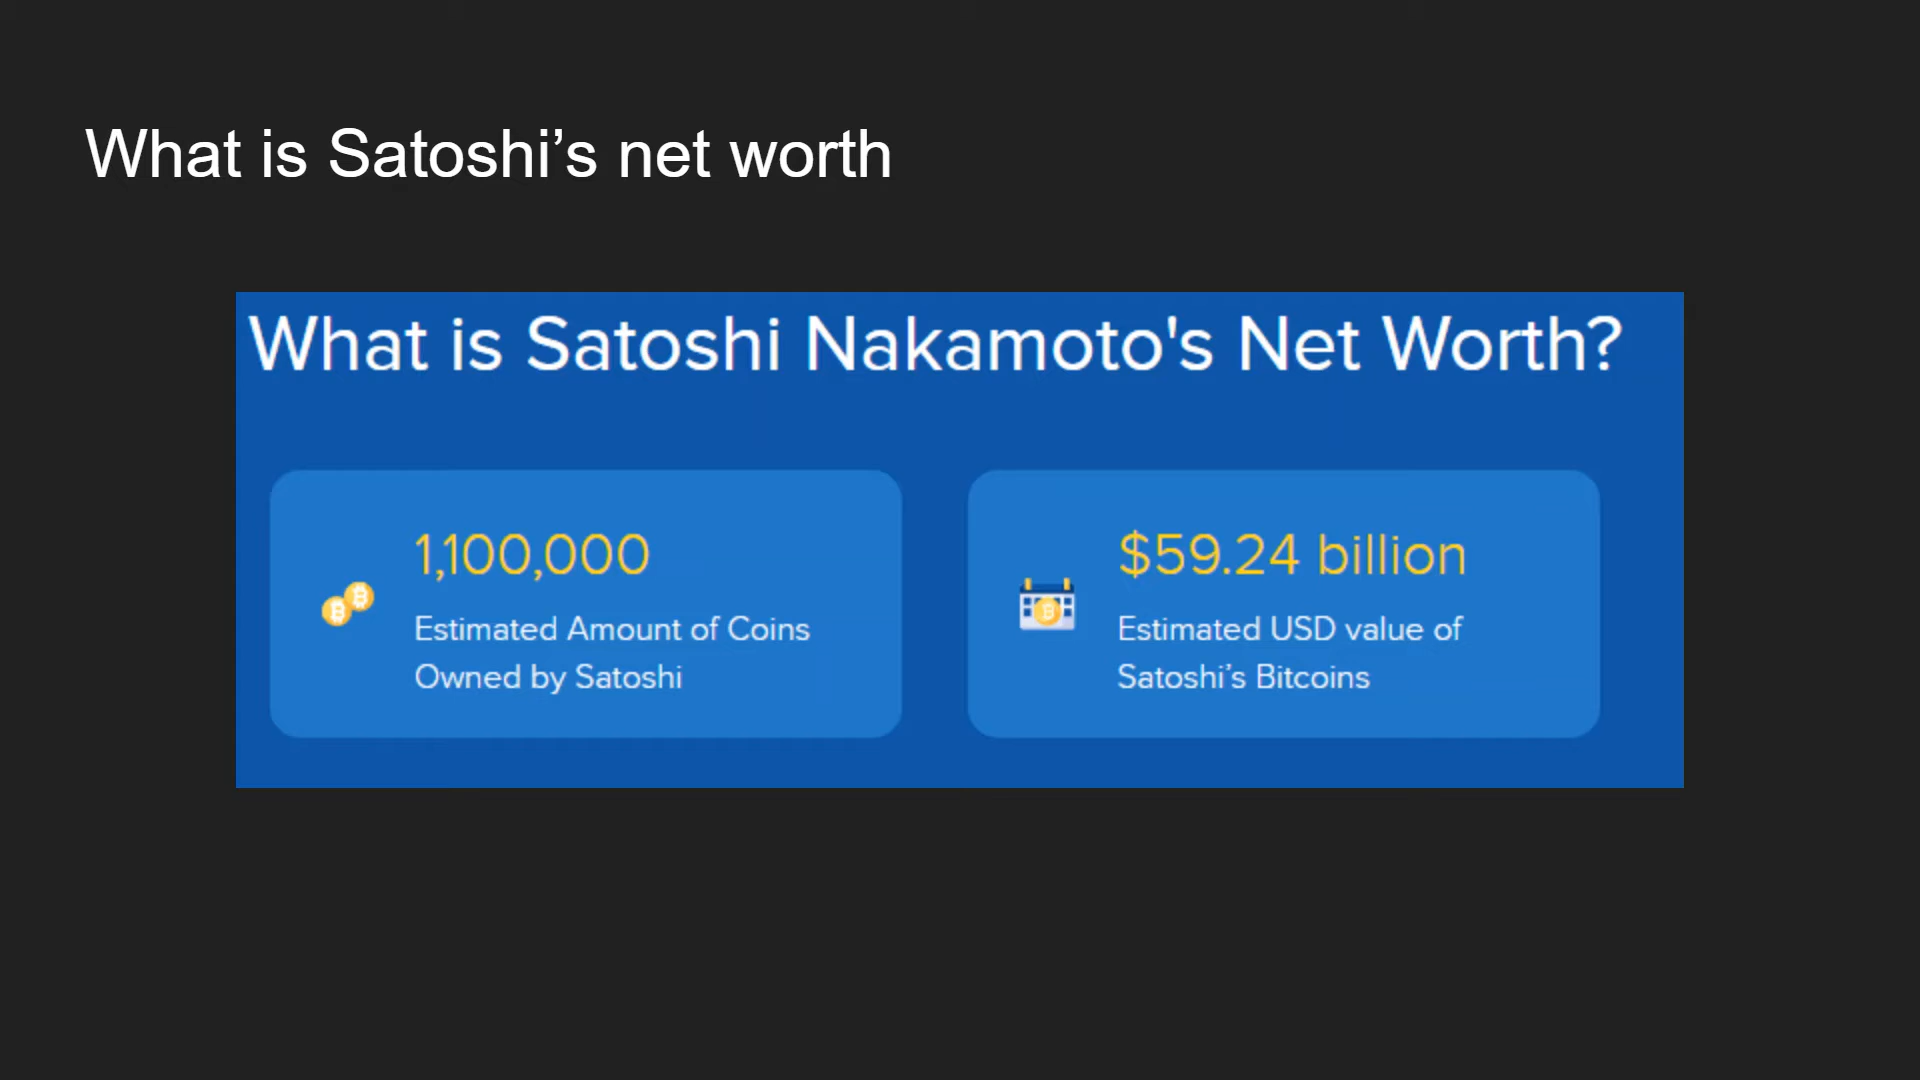 What is Satoshi’s net worth
What is Satoshi Nakamoto's Net Worth?
1,100,000
Estimated Amount of Coins
Owned by Satoshi
$59.24 billion
Estimated USD value of
Satoshi’s Bitcoins